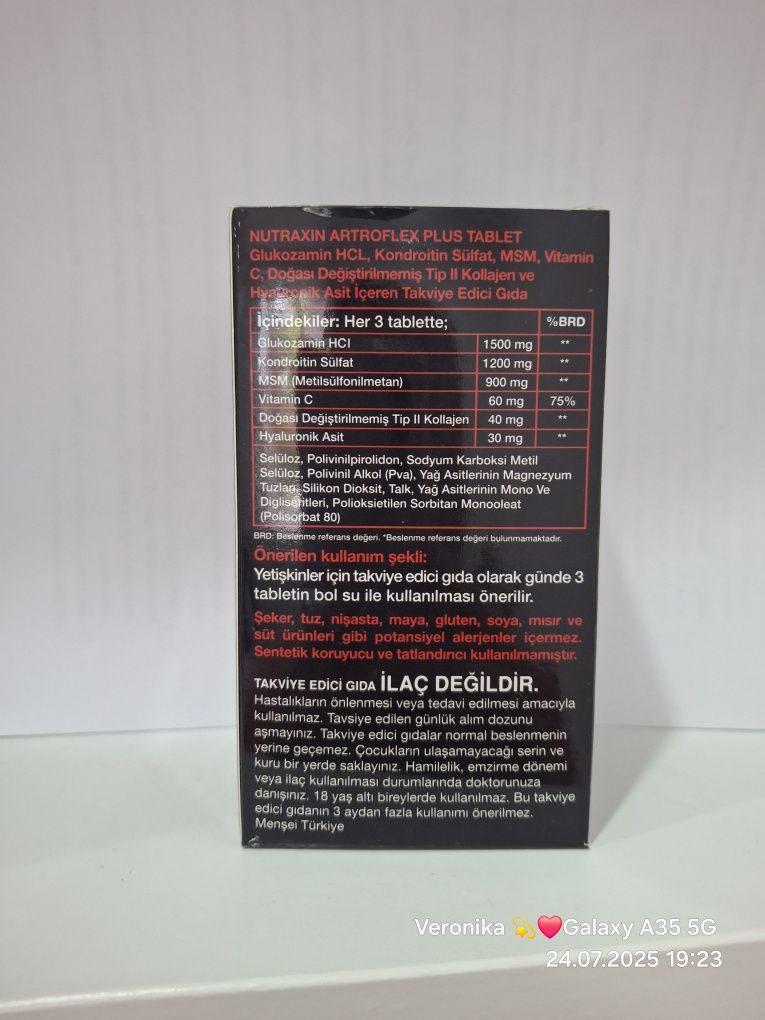 NUTRAXIN ARTROFLEX PLUS TABLET
Glukozamin HCL, Kondroitin Sülfat, MSM, Vitamin
C, Doğası Değiştirilmemiş Tip II Kollajen ve
Hyaluronik Asit İçeren Takviye Edici Gıda
İçindekiler: Her 3 tablette; %BRD
Glukozamin HCl 1500 mg **
Kondroitin Sülfat 1200 mg **
MSM (Metilsülfonilmetan) 900 mg **
Vitamin C 60 mg 75%
Doğası Değiştirilmemiş Tip II Kollajen 40 mg **
Hyaluronik Asit 30 mg **
Selüloz, Polivinilpirolidon, Sodyum Karboksi Metil
Selüloz, Polivinil Alkol (Pva), Yağ Asitlerinin Magnezyum
Tuzları, Silikon Dioksit, Talk, Yağ Asitlerinin Mono Ve
Digliseritleri, Polioksietilen Sorbitan Monooleat
(Polisorbat 80)
BRD: Beslenme referans değeri. *Beslenme referans değeri bulunmamaktadır.
Önerilen kullanım şekli:
Yetişkinler için takviye edici gıda olarak günde 3
tabletin bol su ile kullanılması önerilir.
Şeker, tuz, nişasta, maya, gluten, soya, mısır ve
süt ürünleri gibi potansiyel alerjenler içermez.
Sentetik koruyucu ve tatlandırıcı kullanılmamıştır.
TAKVİYE EDİCİ GIDA İLAÇ DEĞİLDİR.
Hastalıkların önlenmesi veya tedavi edilmesi amacıyla
kullanılmaz. Tavsiye edilen günlük alım dozunu
aşmayınız. Takviye edici gıdalar normal beslenmenin
yerine geçemez. Çocukların ulaşamayacağı serin ve
kuru bir yerde saklayınız. Hamilelik, emzirme dönemi
veya ilaç kullanılması durumlarında doktorunuza
danışınız. 18 yaş altı bireylerde kullanılmaz. Bu takviye
edici gıdanın 3 aydan fazla kullanımı önerilmez.
Menşei Türkiye
Veronika 💫❤️Galaxy A35 5G
24.07.2025 19:23